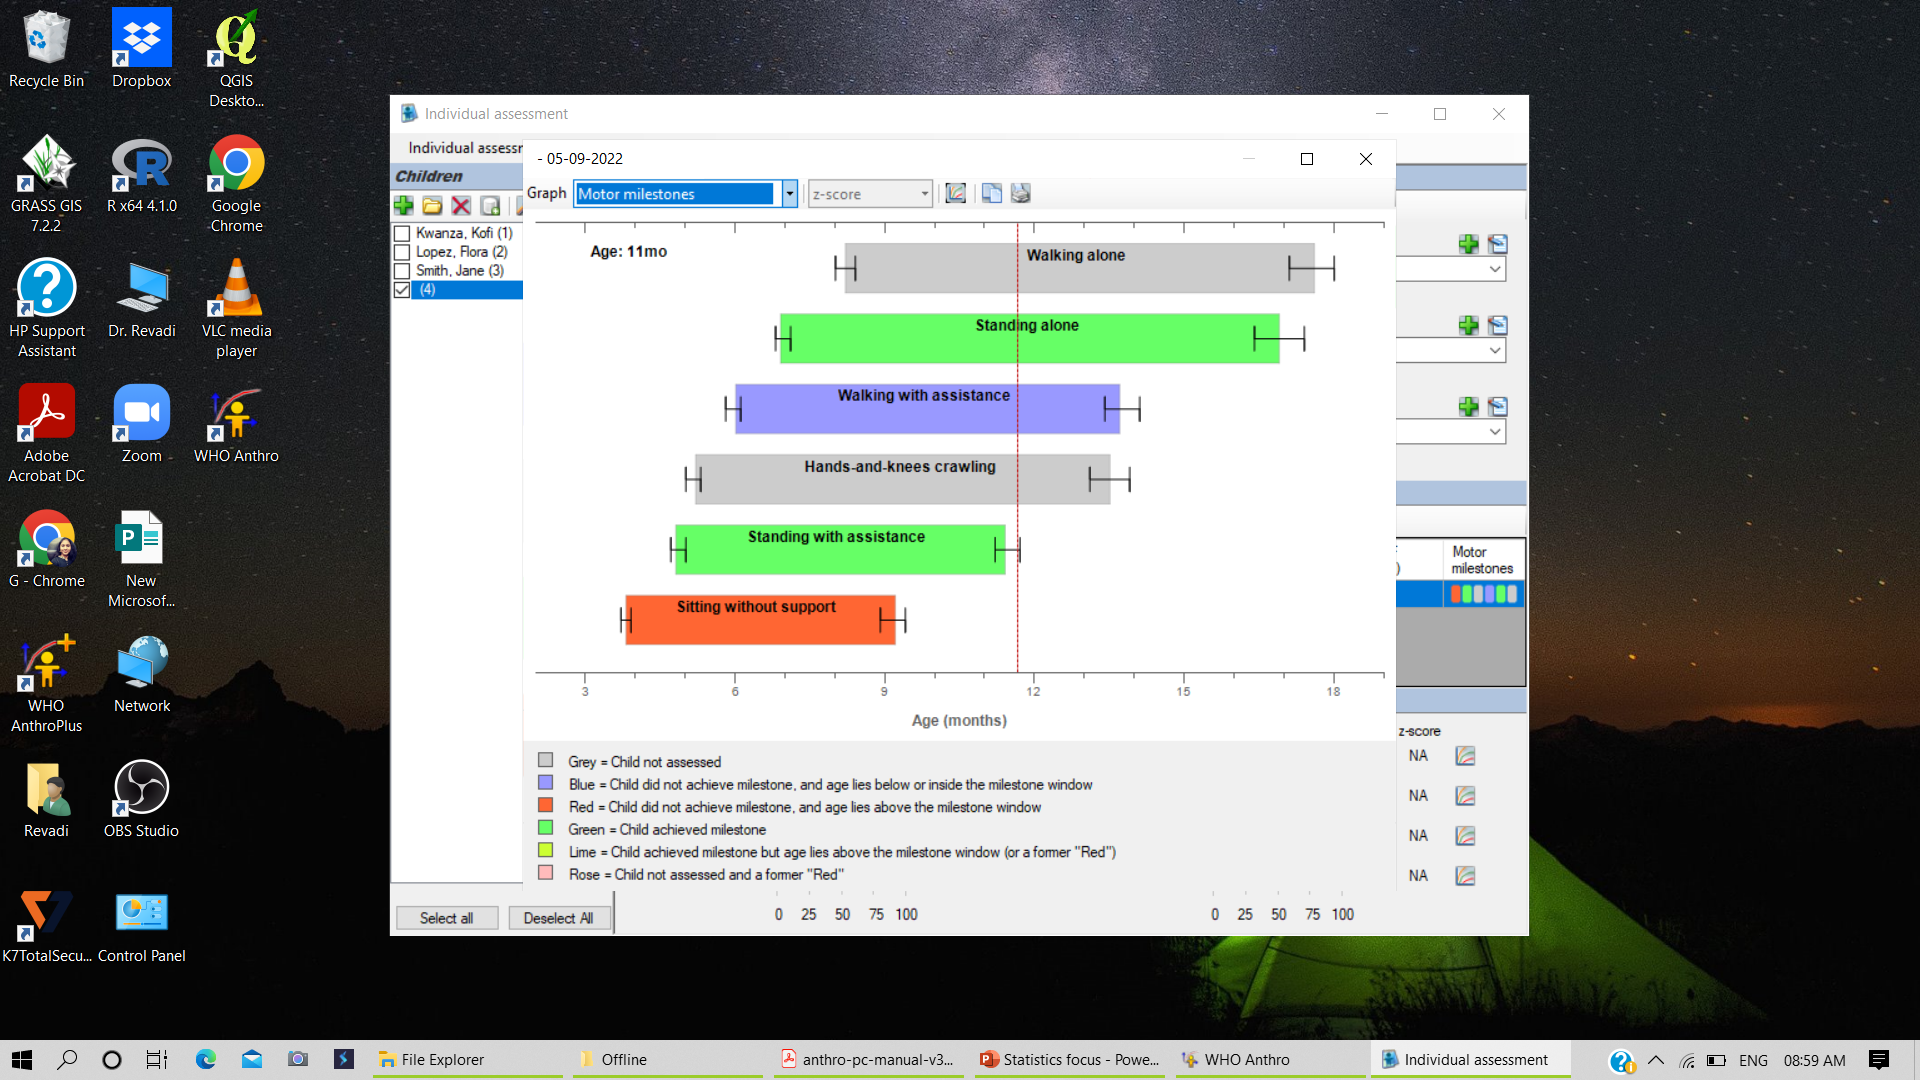 Recycle Bin
Dropbox
QGIS
Deskto...
GRASS GIS
7.2.2
R x64 4.1.0
Google
Chrome
HP Support
Assistant
Dr. Revadi
VLC media
player
Adobe
Acrobat DC
Zoom
WHO Anthro
G - Chrome
New
Microsof...
WHO
AnthroPlus
Network
Revadi
OBS Studio
K7TotalSecu...
Control Panel
Individual assessment
Individual assessm
Children
Kwanza, Kofi (1)
Lopez, Flora (2)
Smith, Jane (3)
(4)
Select all
Deselect All
- 05-09-2022
Graph
Motor milestones
z-score
Age: 11mo
Walking alone
Standing alone
Walking with assistance
Hands-and-knees crawling
Standing with assistance
Sitting without support
3 6 9 12 15 18
Age (months)
Grey = Child not assessed
Blue = Child did not achieve milestone, and age lies below or inside the milestone window
Red = Child did not achieve milestone, and age lies above the milestone window
Green = Child achieved milestone
Lime = Child achieved milestone but age lies above the milestone window (or a former "Red")
Rose = Child not assessed and a former "Red"
0 25 50 75 100
0 25 50 75 100
Motor
milestones
z-score
NA
NA
NA
NA
File Explorer
Offline
anthro-pc-manual-v3...
Statistics focus - Powe...
WHO Anthro
Individual assessment
ENG
08:59 AM